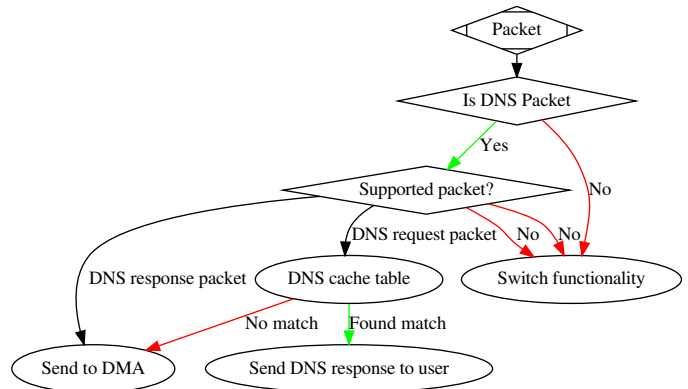 Packet
Is DNS Packet
Yes
No
Supported packet?
DNS request packet
No
No
DNS response packet
DNS cache table
Switch functionality
No match
Found match
Send to DMA
Send DNS response to user